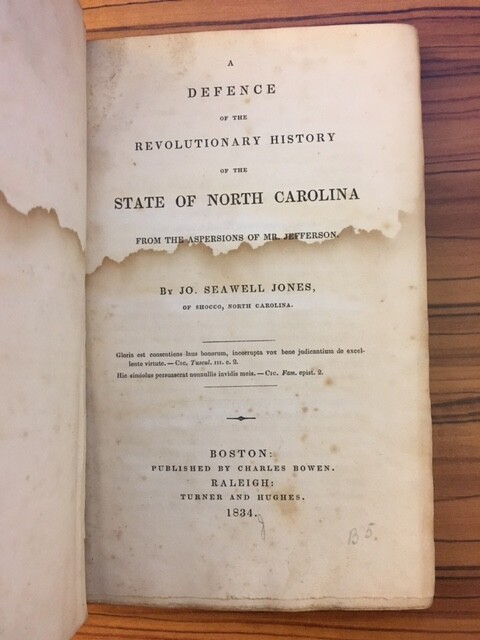 A
DEFENCE
OF THE
REVOLUTIONARY HISTORY
OF THE
STATE OF NORTH CAROLINA
FROM THE ASPERSIONS OF MR. JEFFERSON.
BY JO. SEAWELL JONES,
OF SHOCCO, NORTH CAROLINA.
Gloria est consentiens laus bonorum, incorrupta vox bene judicantium de excel-
lente virtute. — CIC. Tuscul. III. c. 2.
Hic simiolus persuaserat nonnullis invidis meis. — CIC. Fam. epist. 2.
BOSTON:
PUBLISHED BY CHARLES BOWEN.
RALEIGH:
TURNER AND HUGHES.
1834.
B 5.